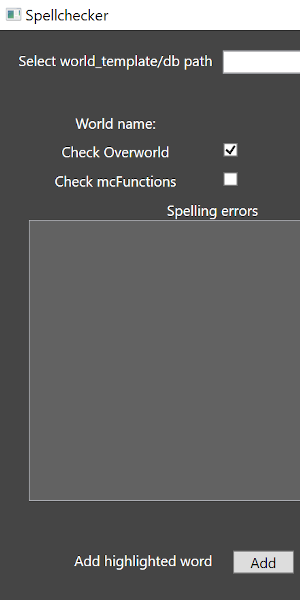 Spellchecker
Select world_template/db path
World name:
Check Overworld
Check mcFunctions
Spelling errors
Add highlighted word
Add